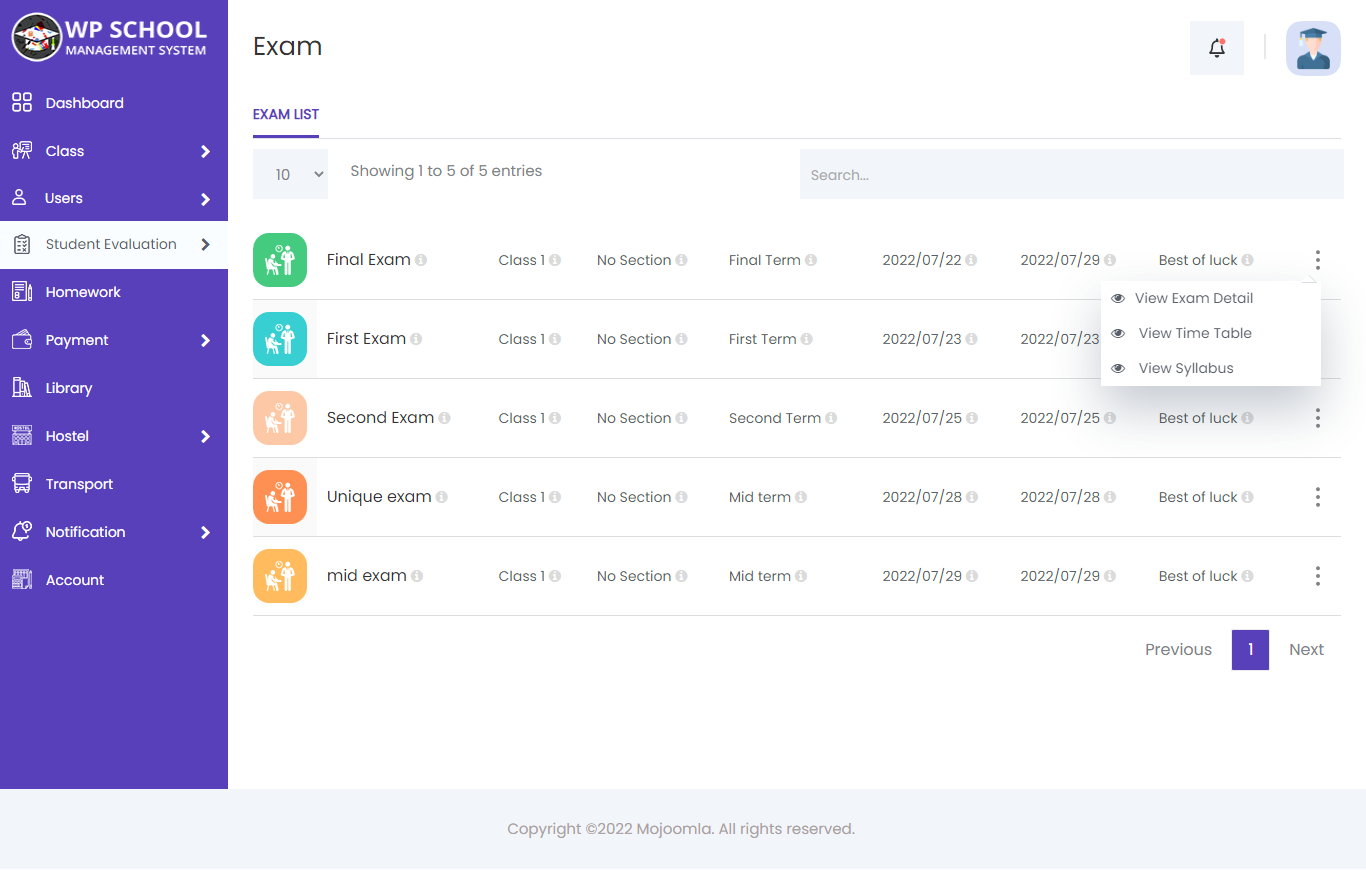 WP SCHOOL
MANAGEMENT SYSTEM
Dashboard
Class
Users
Student Evaluation
Homework
Payment
Library
Hostel
Transport
Notification
Account
Exam
EXAM LIST
10 Showing 1 to 5 of 5 entries Search...
Final Exam Class 1 No Section Final Term 2022/07/22 2022/07/29 Best of luck
View Exam Detail
View Time Table
View Syllabus
First Exam Class 1 No Section First Term 2022/07/23 2022/07/23
Second Exam Class 1 No Section Second Term 2022/07/25 2022/07/25 Best of luck
Unique exam Class 1 No Section Mid term 2022/07/28 2022/07/28 Best of luck
mid exam Class 1 No Section Mid term 2022/07/29 2022/07/29 Best of luck
Previous 1 Next
Copyright ©2022 Mojoomla. All rights reserved.